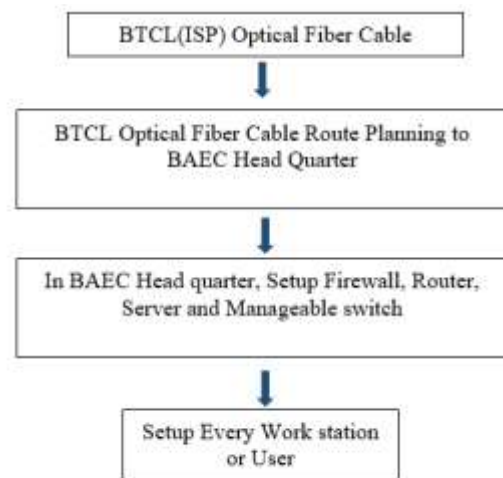 BTCL(ISP) Optical Fiber Cable
BTCL Optical Fiber Cable Route Planning to
BAEC Head Quarter
In BAEC Head quarter, Setup Firewall, Router,
Server and Manageable switch
Setup Every Work station
or User